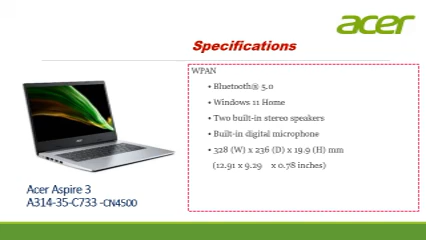 acer
Specifications
WPAN
• Bluetooth® 5.0
• Windows 11 Home
• Two built-in stereo speakers
• Built-in digital microphone
• 328 (W) x 236 (D) x 19.9 (H) mm
(12.91 x 9.29 x 0.78 inches)
Acer Aspire 3
A314-35-C733 -CN4500